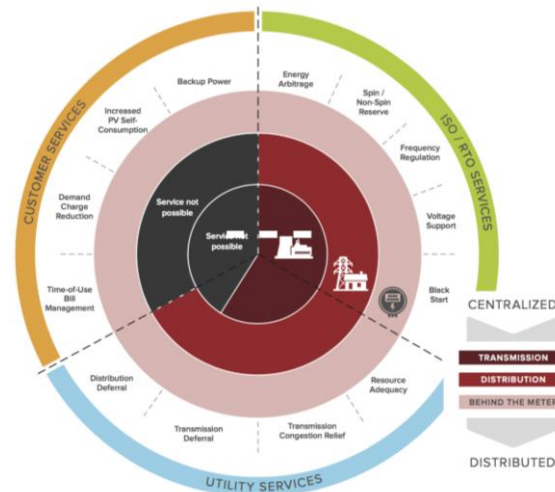 CUSTOMER SERVICES
ISO / RTO SERVICES
UTILITY SERVICES
Backup Power
Increased
PV Self-
Consumption
Demand
Charge
Reduction
Time-of-Use
Bill
Management
Energy
Arbitrage
Spin /
Non-Spin
Reserve
Frequency
Regulation
Voltage
Support
Black
Start
Resource
Adequacy
Transmission
Congestion Relief
Transmission
Deferral
Distribution
Deferral
Service not
possible
Service not
possible
CENTRALIZED
TRANSMISSION
DISTRIBUTION
BEHIND THE METER
DISTRIBUTED